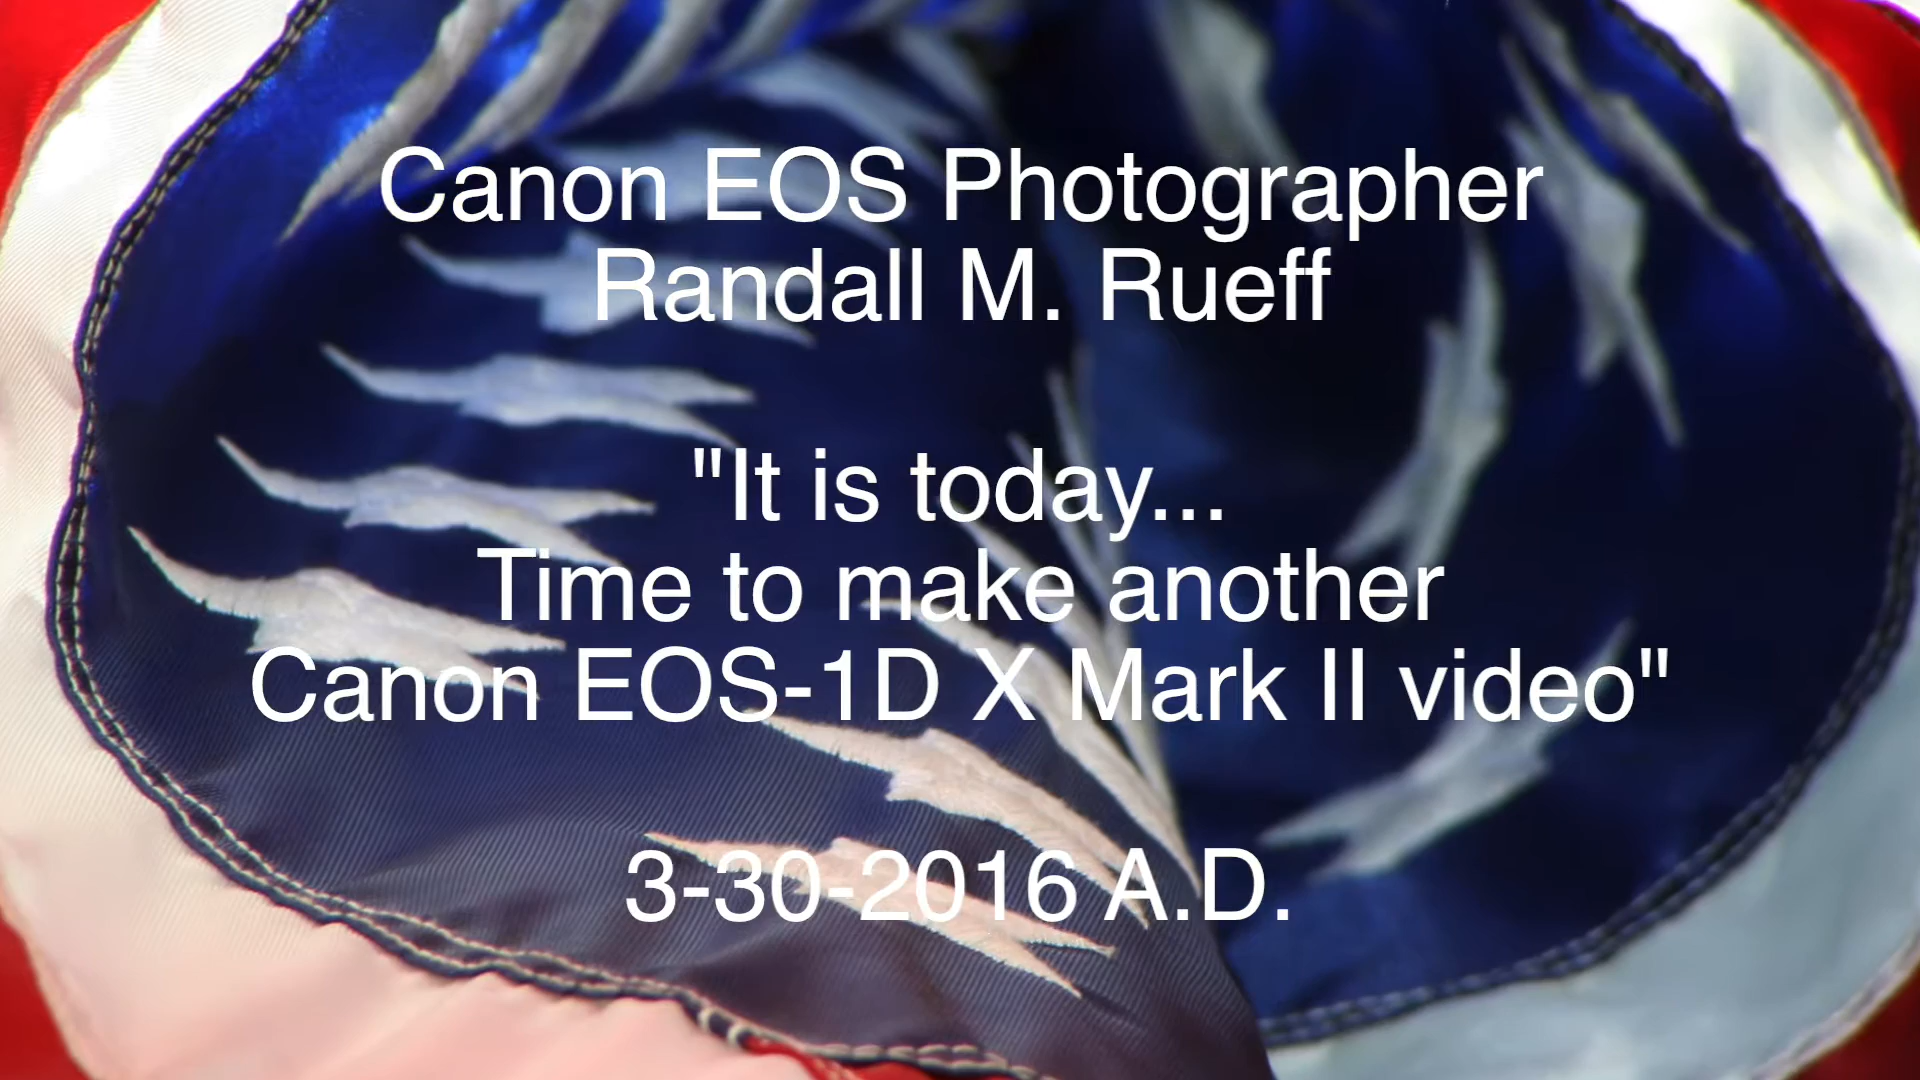 Canon EOS Photographer
Randall M. Rueff
"It is today...
Time to make another
Canon EOS-1D X Mark II video"
3-30-2016 A.D.